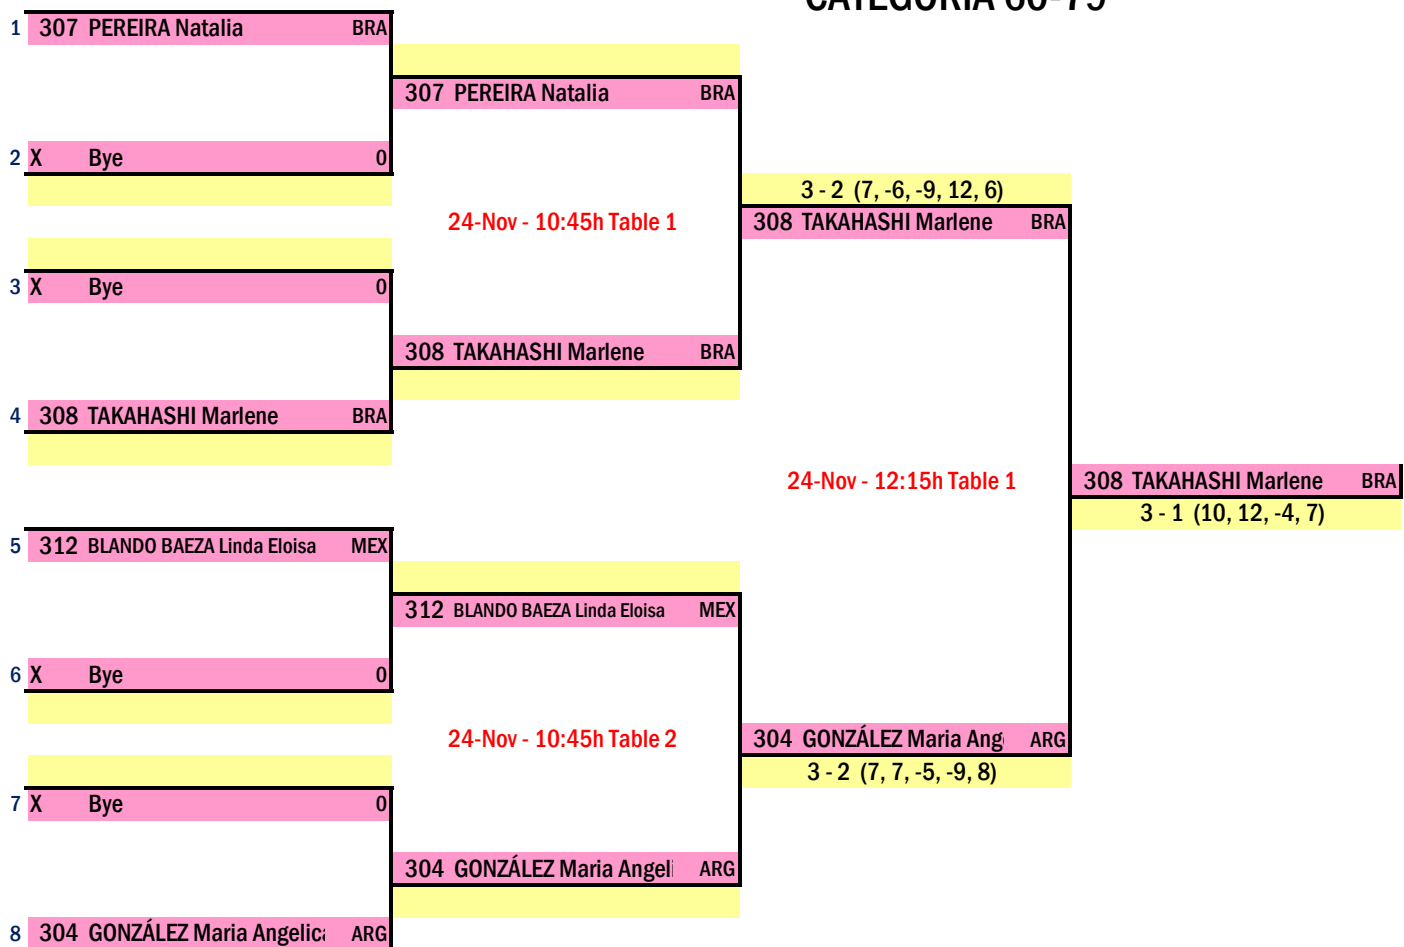 CATEGORIA 60-79
1 307 PEREIRA Natalia BRA
307 PEREIRA Natalia BRA
2 X Bye 0
3 - 2 (7, -6, -9, 12, 6)
24-Nov - 10:45h Table 1
308 TAKAHASHI Marlene BRA
3 X Bye 0
308 TAKAHASHI Marlene BRA
4 308 TAKAHASHI Marlene BRA
24-Nov - 12:15h Table 1
308 TAKAHASHI Marlene BRA
3 - 1 (10, 12, -4, 7)
5 312 BLANDO BAEZA Linda Eloisa MEX
312 BLANDO BAEZA Linda Eloisa MEX
6 X Bye 0
24-Nov - 10:45h Table 2
304 GONZÁLEZ Maria Ang ARG
3 - 2 (7, 7, -5, -9, 8)
7 X Bye 0
304 GONZÁLEZ Maria Angeli ARG
8 304 GONZÁLEZ Maria Angelica ARG